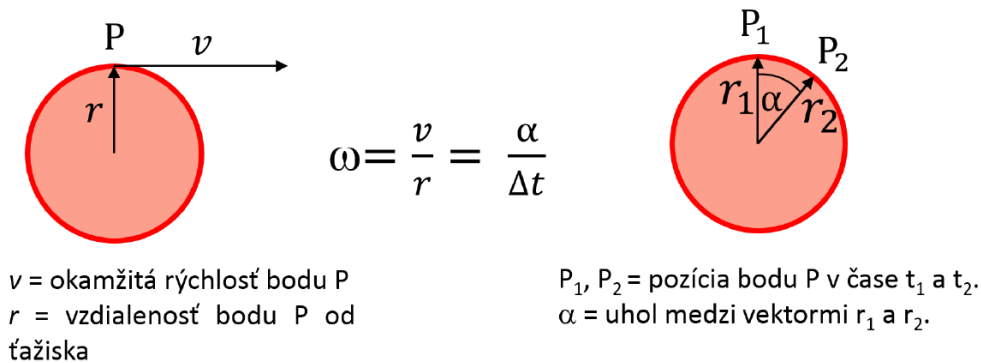 P
v
r
ω= v/r = α/Δt
P₁
P₂
r₁
α
r₂
v = okamžitá rýchlosť bodu P
r = vzdialenosť bodu P od
ťažiska
P₁, P₂ = pozícia bodu P v čase t₁ a t₂.
α = uhol medzi vektormi r₁ a r₂.